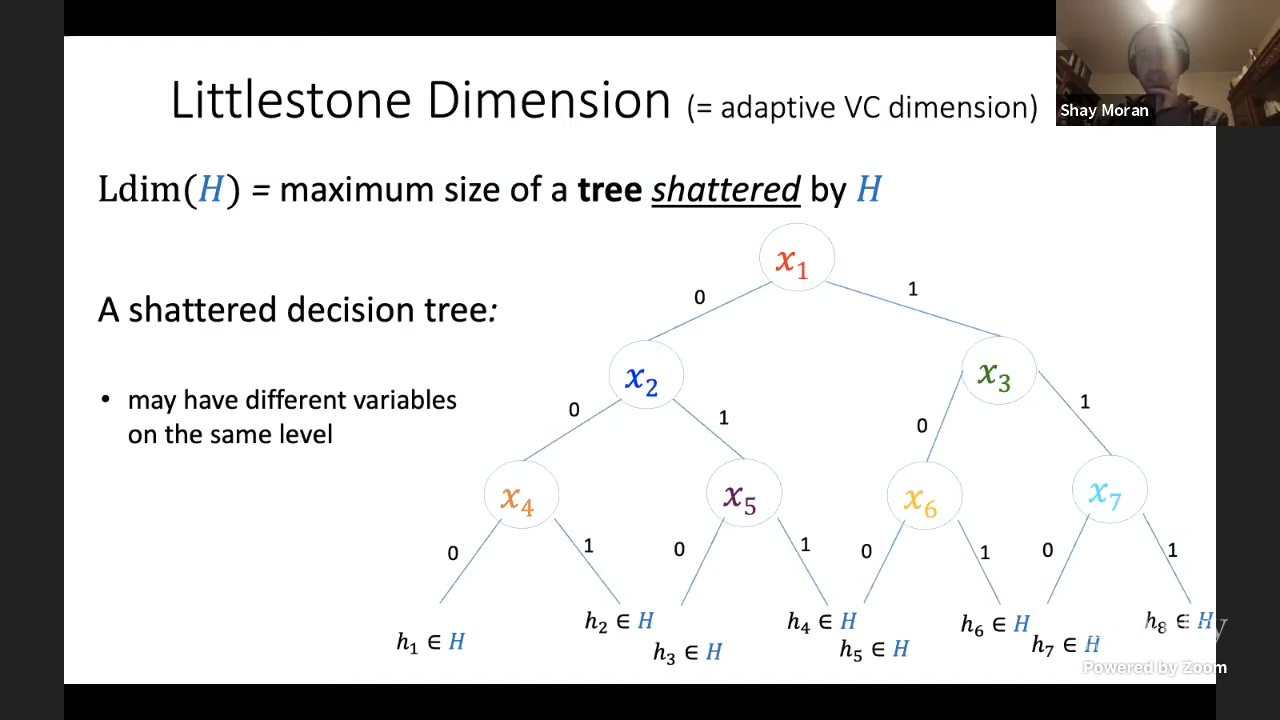 Littlestone Dimension (= adaptive VC dimension)
Shay Moran
Ldim(H) = maximum size of a tree shattered by H
x₁
0
1
A shattered decision tree:
x₂
x₃
may have different variables
on the same level
0
1
0
1
x₄
x₅
x₆
x₇
0
1
0
1
0
1
0
1
h₁ ∈ H
h₂ ∈ H
h₃ ∈ H
h₄ ∈ H
h₅ ∈ H
h₆ ∈ H
h₇ ∈ H
h₈ ∈ H
Powered by Zoom